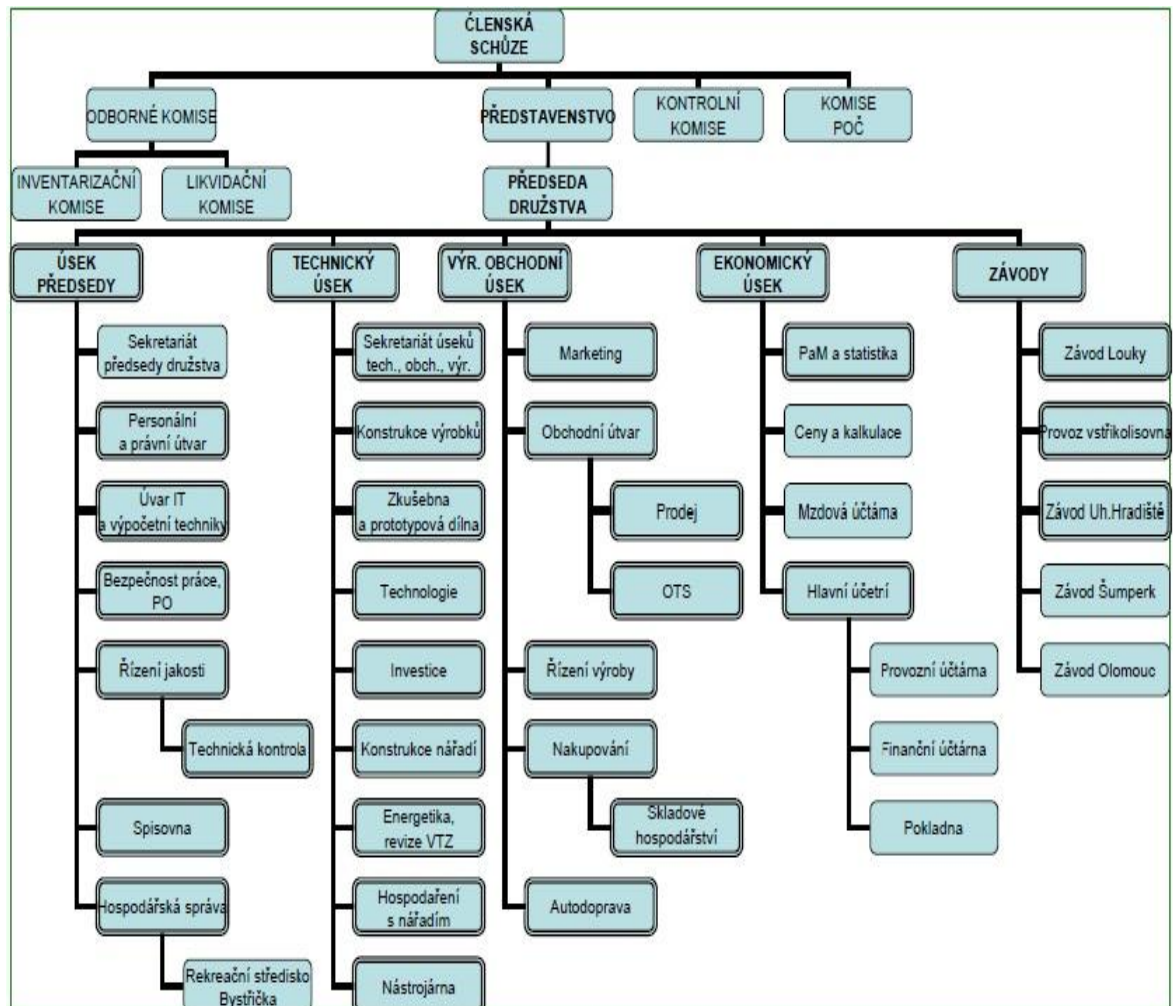 ČLENSKÁ
SCHŮZE
ODBORNÉ KOMISE
PŘEDSTAVENSTVO
KONTROLNÍ
KOMISE
KOMISE
POČ
INVENTARIZAČNÍ
KOMISE
LIKVIDAČNÍ
KOMISE
PŘEDSEDA
DRUŽSTVA
ÚSEK
PŘEDSEDY
TECHNICKÝ
ÚSEK
VÝR. OBCHODNÍ
ÚSEK
EKONOMICKÝ
ÚSEK
ZÁVODY
Sekretariát
předsedy družstva
Personální
a právní útvar
Úvar IT
a výpočetní techniky
Bezpečnost práce,
PO
Řízení jakosti
Technická kontrola
Spisovna
Hospodářská správa
Rekreační středisko
Bystřička
Sekretariát úseků
tech., obch., výr.
Konstrukce výrobků
Zkušebna
a prototypová dílna
Technologie
Investice
Konstrukce nářadí
Energetika,
revize VTZ
Hospodaření
s nářadím
Nástrojárna
Marketing
Obchodní útvar
Prodej
OTS
Řízení výroby
Nakupování
Skladové
hospodářství
Autodoprava
PaM a statistika
Ceny a kalkulace
Mzdová účtárna
Hlavní účetní
Provozní účtárna
Finanční účtárna
Pokladna
Závod Louky
Provoz vstřikolisovna
Závod Uh.Hradiště
Závod Šumperk
Závod Olomouc